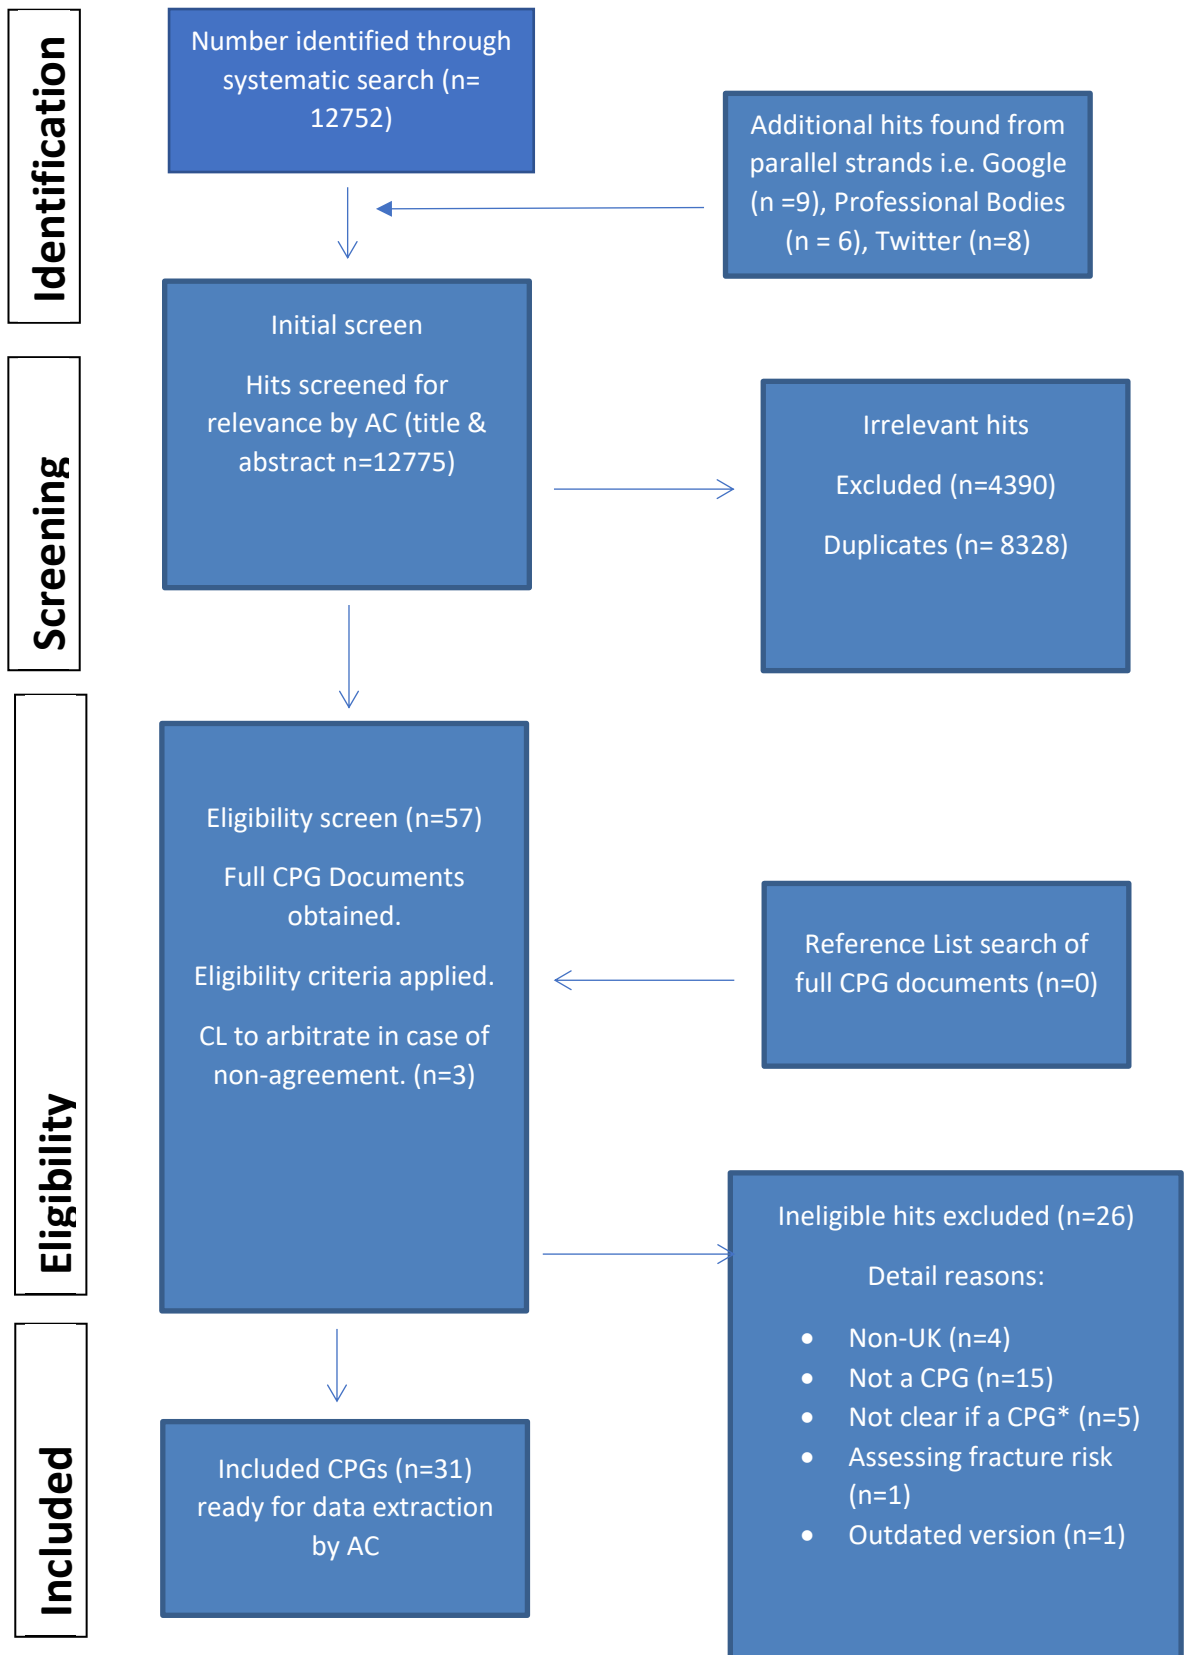 Identification
Number identified through
systematic search (n=
12752)
Additional hits found from
parallel strands i.e. Google
(n =9), Professional Bodies
(n = 6), Twitter (n=8)
Screening
Initial screen
Hits screened for
relevance by AC (title &
abstract n=12775)
Irrelevant hits
Excluded (n=4390)
Duplicates (n= 8328)
Eligibility
Eligibility screen (n=57)
Full CPG Documents
obtained.
Eligibility criteria applied.
CL to arbitrate in case of
non-agreement. (n=3)
Reference List search of
full CPG documents (n=0)
Ineligible hits excluded (n=26)
Detail reasons:
• Non-UK (n=4)
• Not a CPG (n=15)
• Not clear if a CPG* (n=5)
• Assessing fracture risk
(n=1)
• Outdated version (n=1)
Included
Included CPGs (n=31)
ready for data extraction
by AC